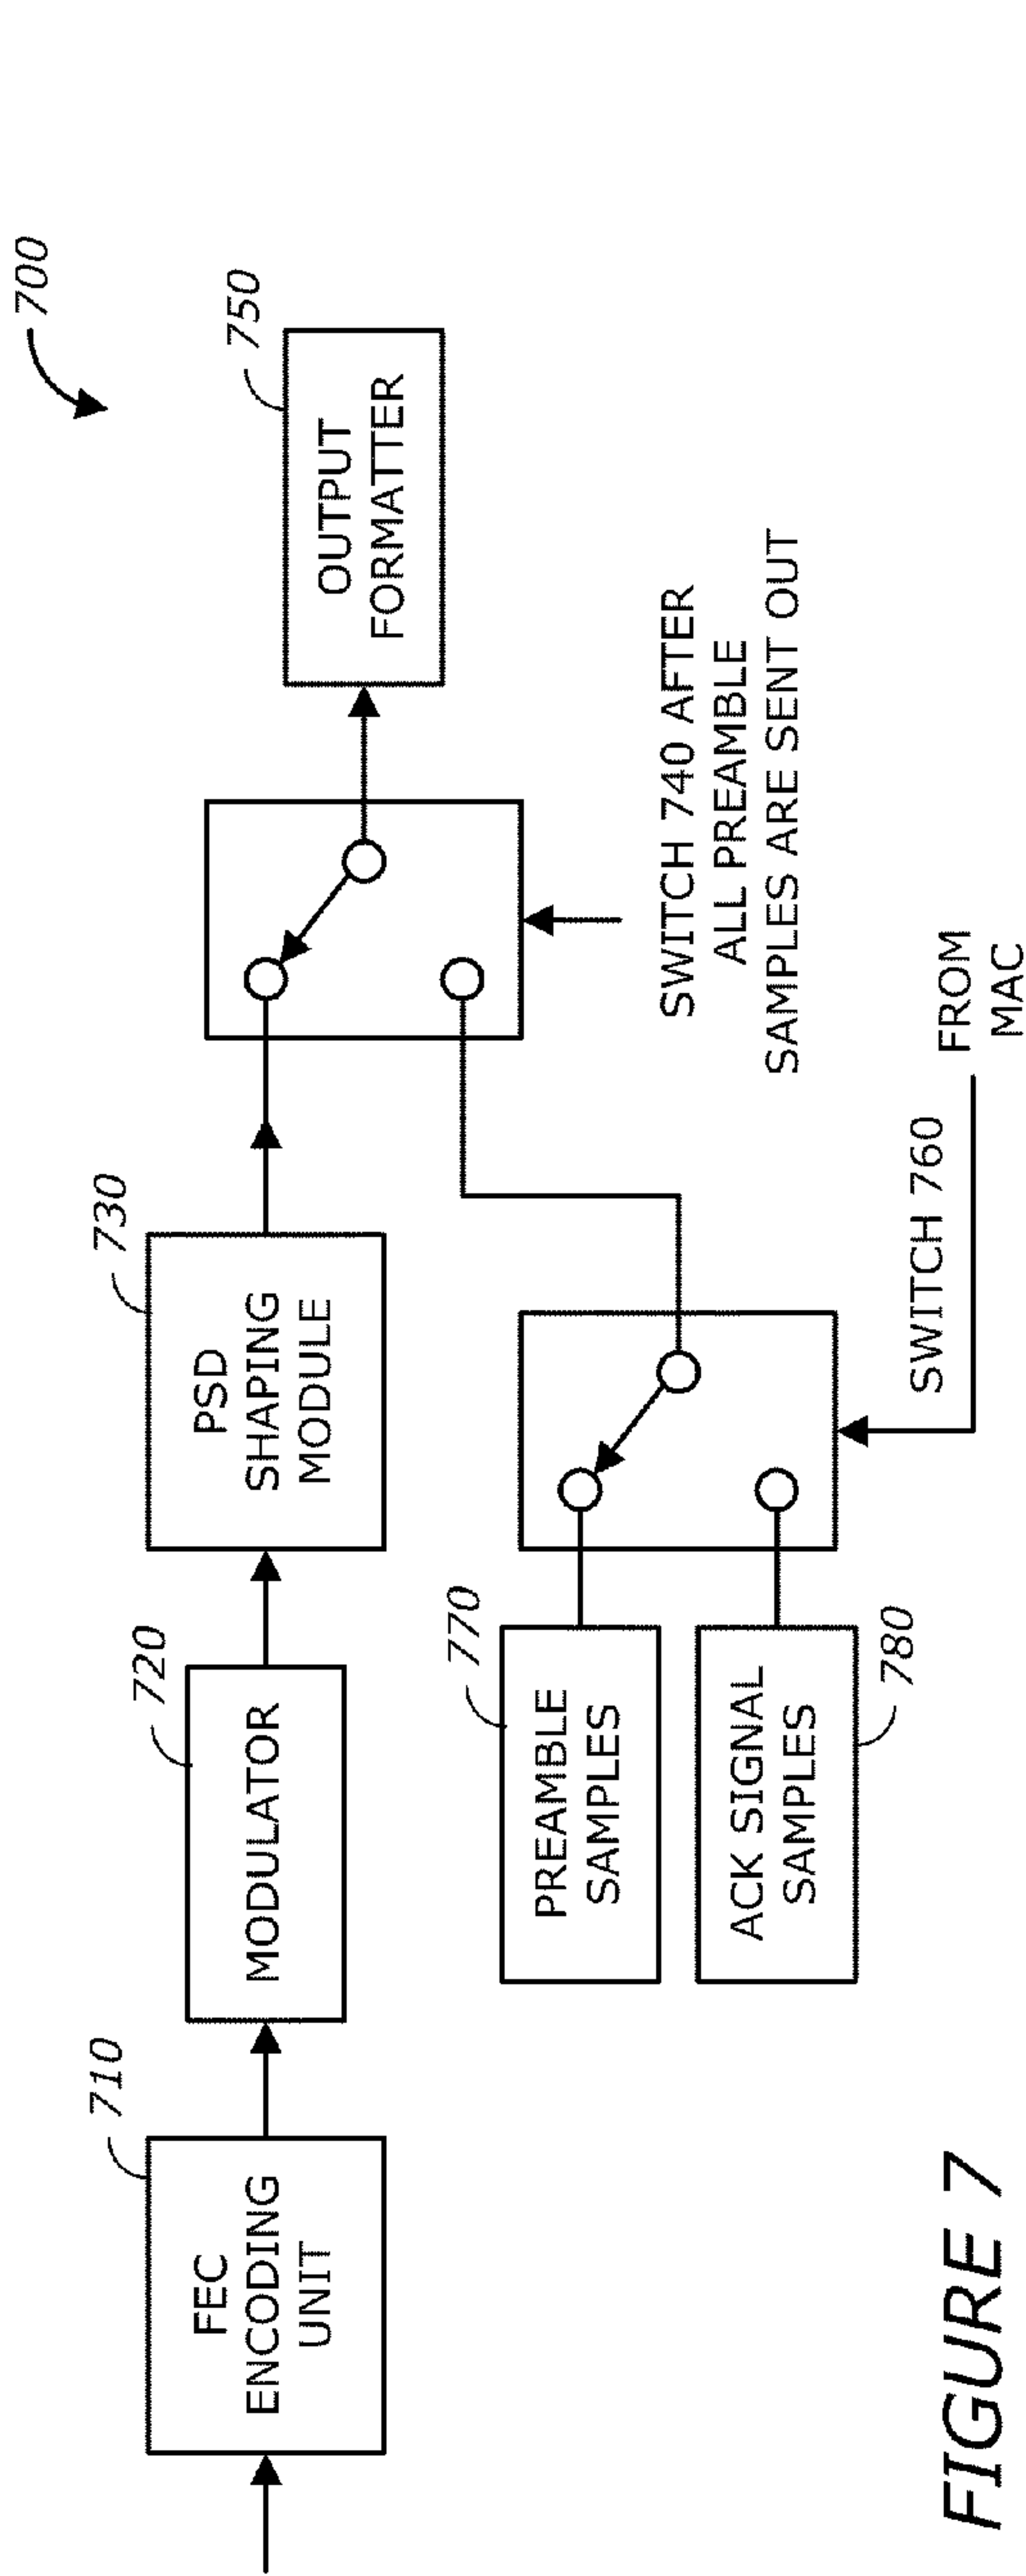 700
710
FEC
ENCODING
UNIT
720
MODULATOR
730
PSD
SHAPING
MODULE
750
OUTPUT
FORMATTER
SWITCH 740 AFTER
ALL PREAMBLE
SAMPLES ARE SENT OUT
770
PREAMBLE
SAMPLES
ACK SIGNAL
SAMPLES
780
SWITCH 760
FROM
MAC
FIGURE 7